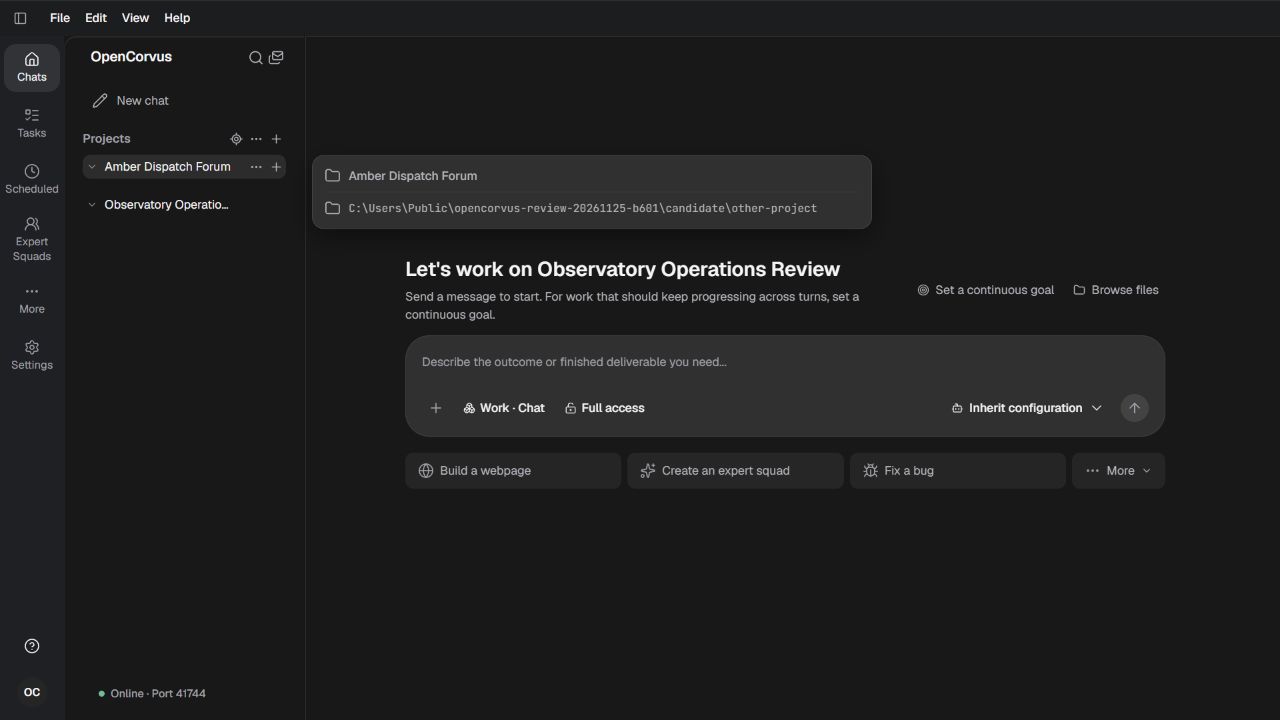 File Edit View Help
OpenCorvus
Chats
New chat
Tasks
Projects
Amber Dispatch Forum
Observatory Operatio...
Scheduled
Expert
Squads
More
Settings
Amber Dispatch Forum
C:\Users\Public\opencorvus-review-20261125-b601\candidate\other-project
Let's work on Observatory Operations Review
Send a message to start. For work that should keep progressing across turns, set a
continuous goal.
Set a continuous goal
Browse files
Describe the outcome or finished deliverable you need...
Work · Chat
Full access
Inherit configuration
Build a webpage
Create an expert squad
Fix a bug
More
OC
Online · Port 41744